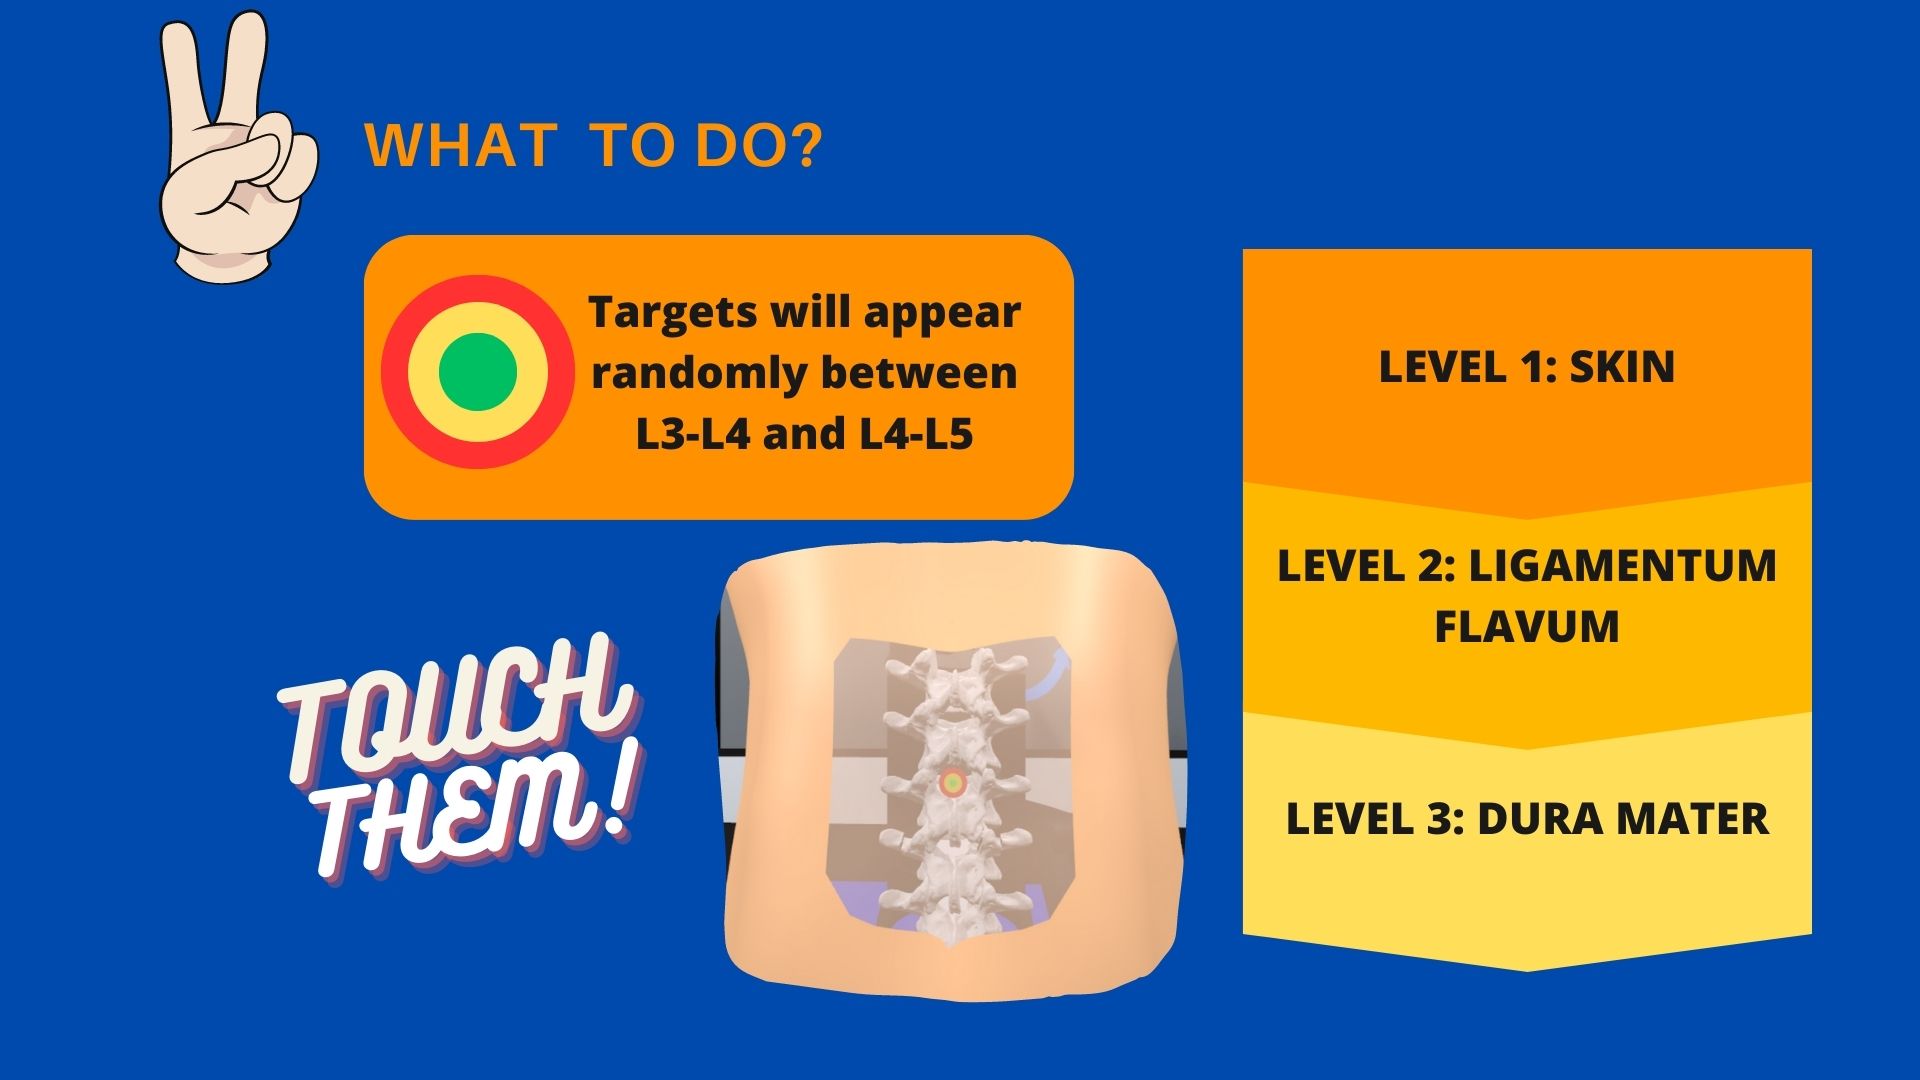 WHAT TO DO?
Targets will appear
randomly between
L3-L4 and L4-L5
TOUCH
THEM!
LEVEL 1: SKIN
LEVEL 2: LIGAMENTUM
FLAVUM
LEVEL 3: DURA MATER